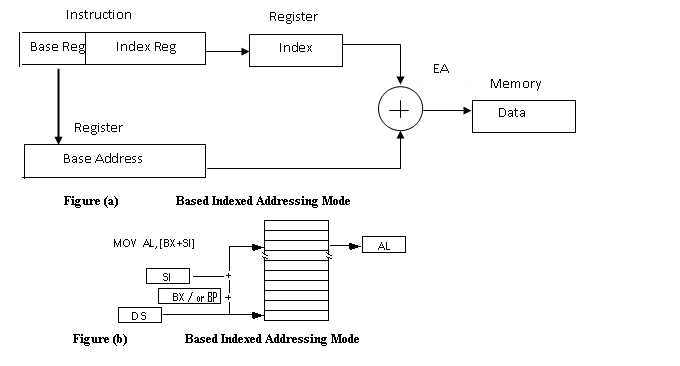 Instruction
Register
Base Reg
Index Reg
Index
EA
Memory
Data
Register
Base Address
Figure (a) Based Indexed Addressing Mode
MOV AL,[BX+SI]
AL
SI
BX / or BP
DS
Figure (b) Based Indexed Addressing Mode